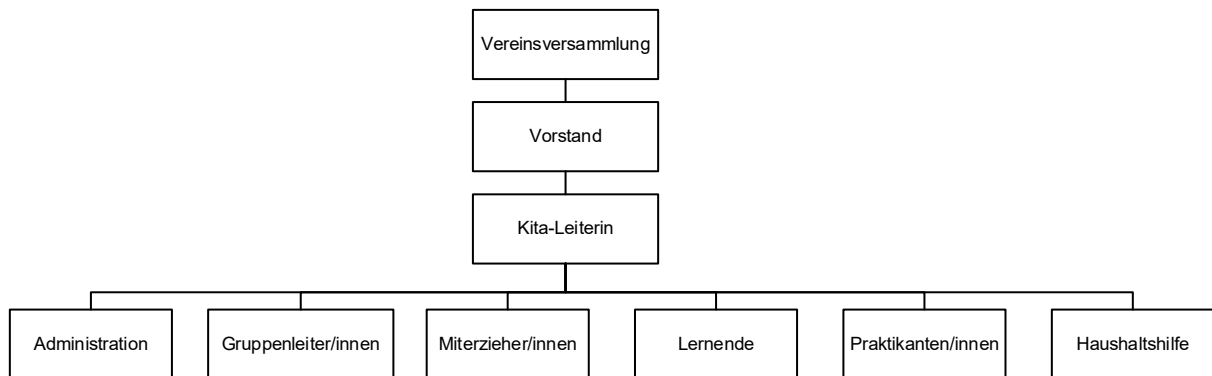 Vereinsversammlung
Vorstand
Kita-Leiterin
Administration
Gruppenleiter/innen
Miterzieher/innen
Lernende
Praktikanten/innen
Haushaltshilfe